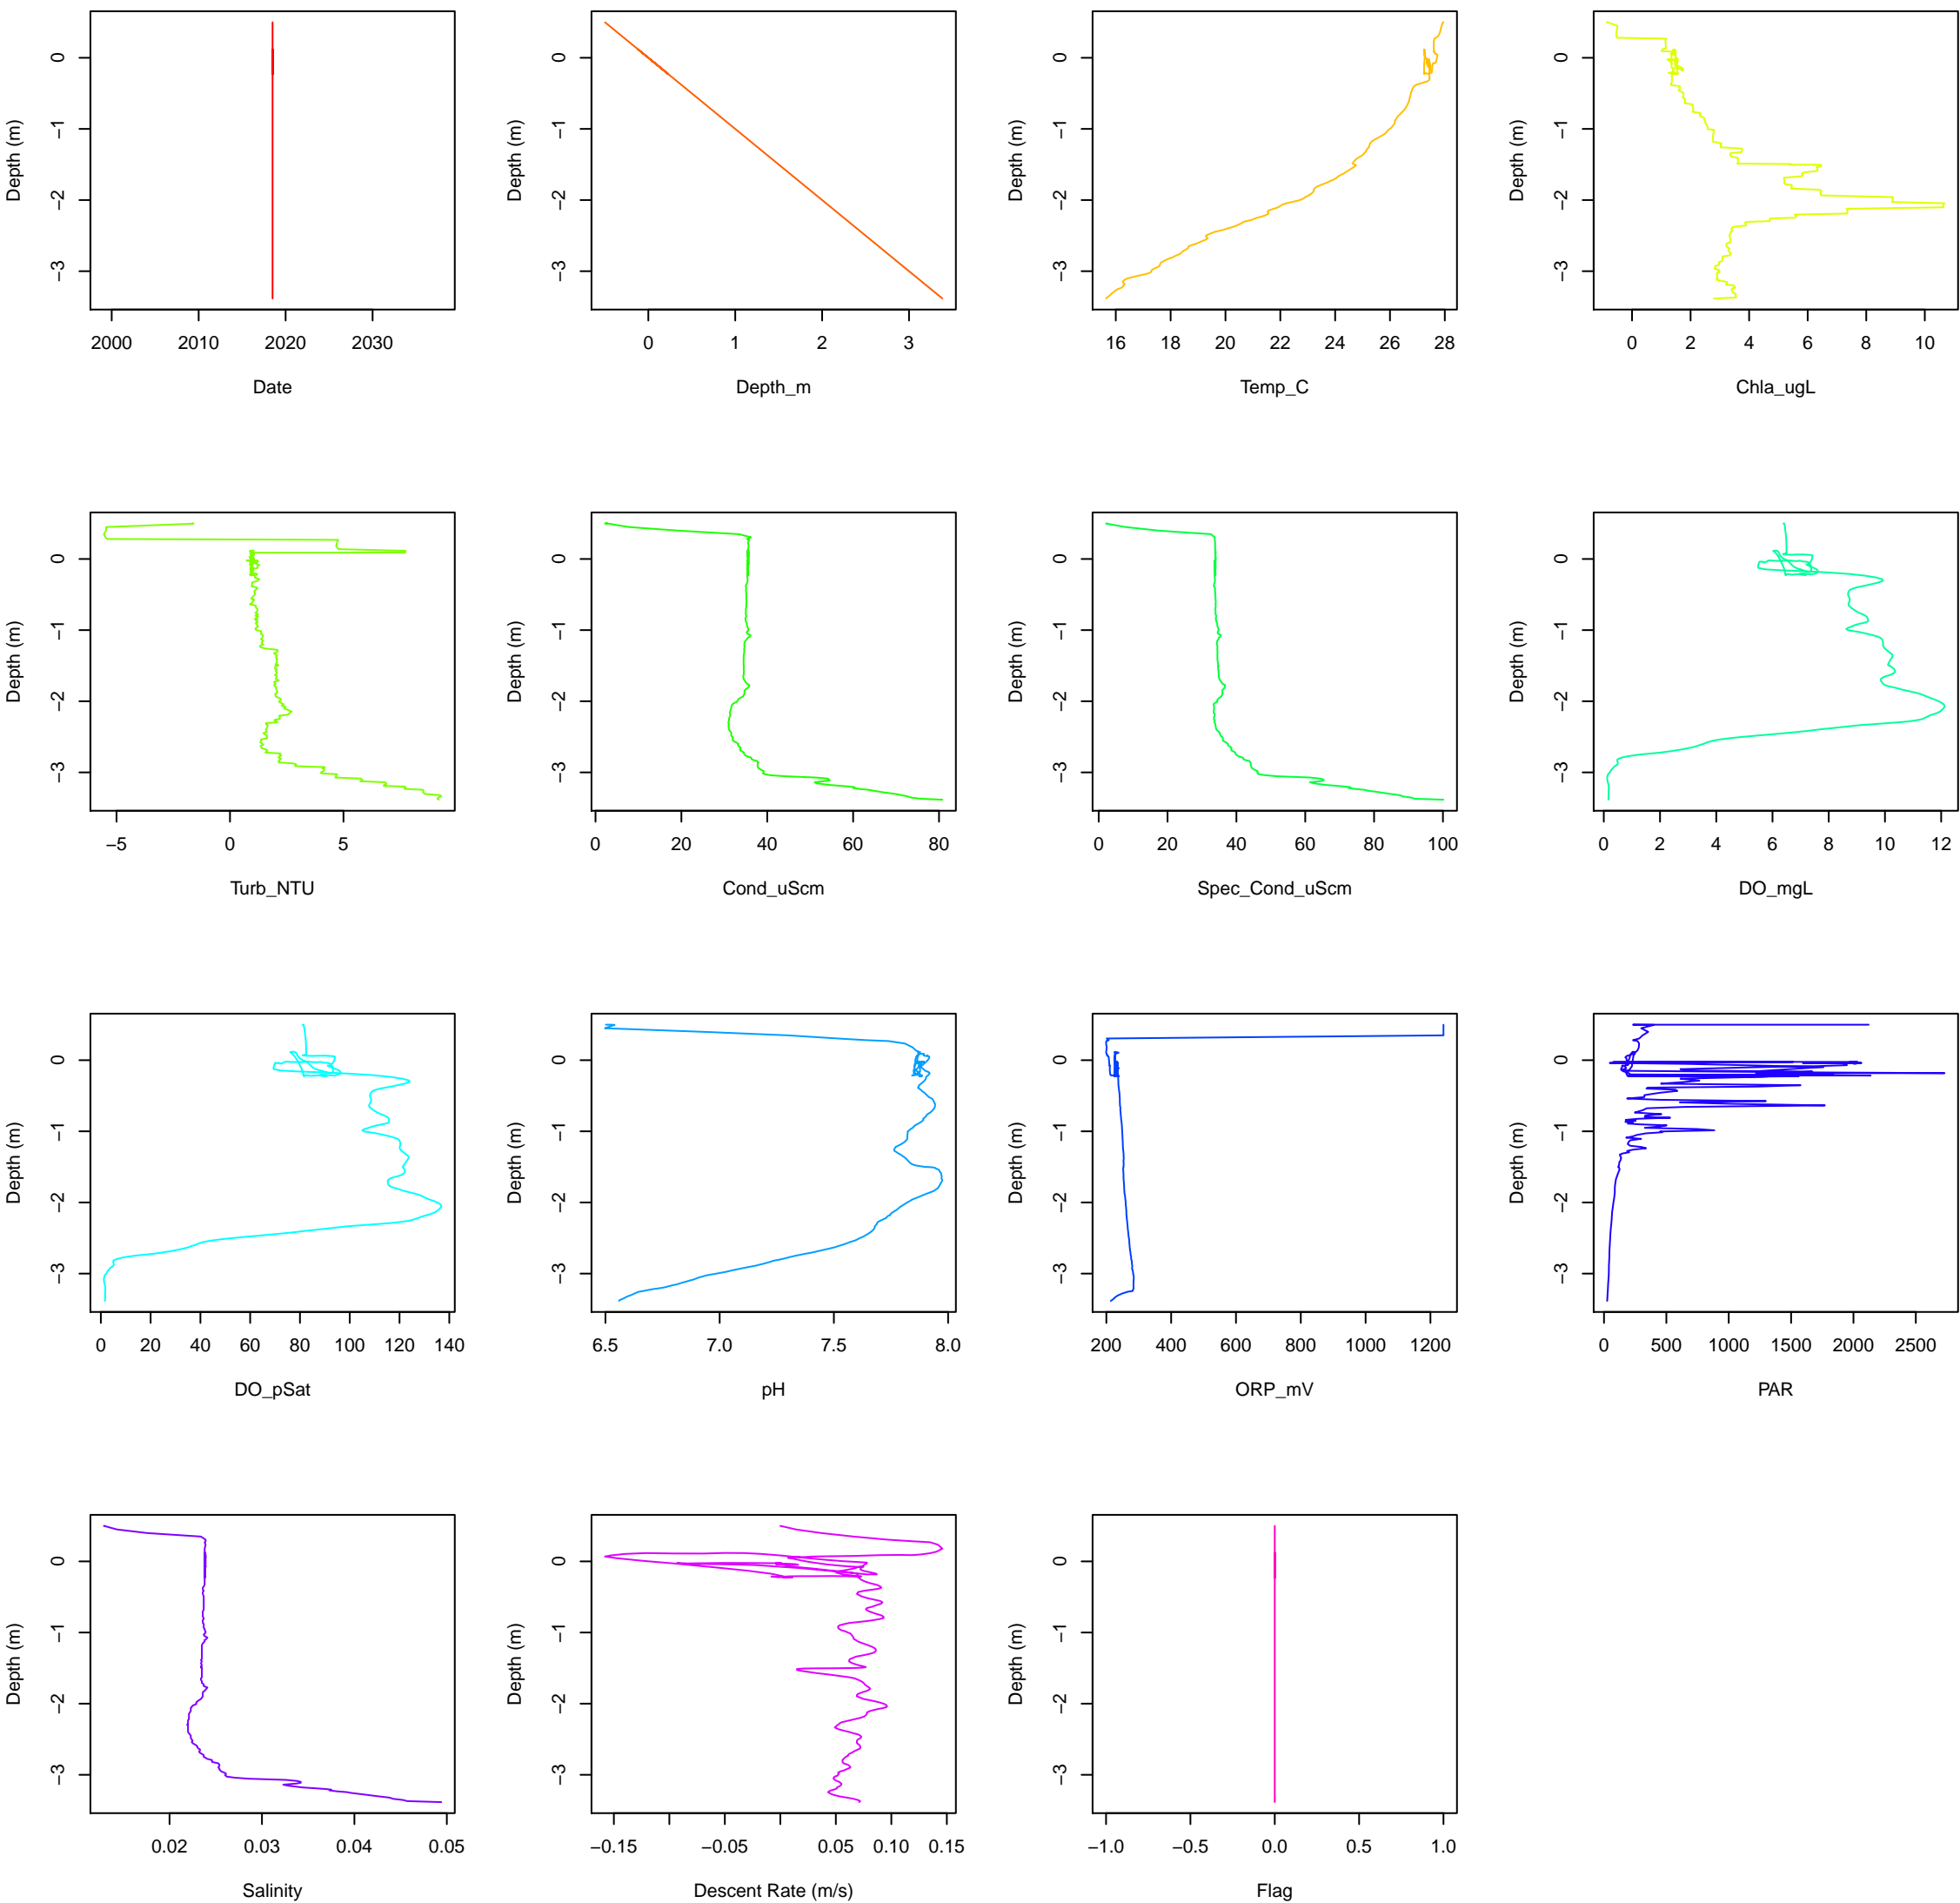 Depth (m)
0
−1
−2
−3
2000 2010 2020 2030
Date
Depth (m)
0
−1
−2
−3
0 1 2 3
Depth_m
Depth (m)
0
−1
−2
−3
16 18 20 22 24 26 28
Temp_C
Depth (m)
0
−1
−2
−3
0 2 4 6 8 10
Chla_ugL
Depth (m)
0
−1
−2
−3
−5 0 5
Turb_NTU
Depth (m)
0
−1
−2
−3
0 20 40 60 80
Cond_uScm
Depth (m)
0
−1
−2
−3
0 20 40 60 80 100
Spec_Cond_uScm
Depth (m)
0
−1
−2
−3
0 2 4 6 8 10 12
DO_mgL
Depth (m)
0
−1
−2
−3
0 20 40 60 80 100 120 140
DO_pSat
Depth (m)
0
−1
−2
−3
6.5 7.0 7.5 8.0
pH
Depth (m)
0
−1
−2
−3
200 400 600 800 1000 1200
ORP_mV
Depth (m)
0
−1
−2
−3
0 500 1000 1500 2000 2500
PAR
Depth (m)
0
−1
−2
−3
0.02 0.03 0.04 0.05
Salinity
Depth (m)
0
−1
−2
−3
−0.15 −0.05 0.05 0.10 0.15
Descent Rate (m/s)
Depth (m)
0
−1
−2
−3
−1.0 −0.5 0.0 0.5 1.0
Flag